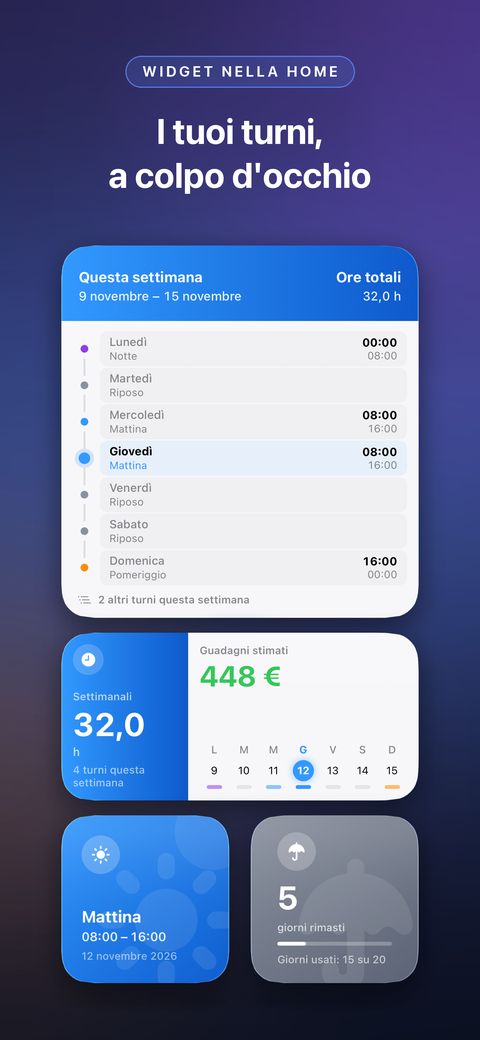 WIDGET NELLA HOME
I tuoi turni,
a colpo d'occhio
Questa settimana
Ore totali
9 novembre – 15 novembre
32,0 h
Lunedì
00:00
Notte
08:00
Martedì
Riposo
Mercoledì
08:00
Mattina
16:00
Giovedì
08:00
Mattina
16:00
Venerdì
Riposo
Sabato
Riposo
Domenica
16:00
Pomeriggio
00:00
2 altri turni questa settimana
Settimanali
32,0
h
4 turni questa
settimana
Guadagni stimati
448 €
L M M G V S D
9 10 11 12 13 14 15
Mattina
08:00 – 16:00
12 novembre 2026
5
giorni rimasti
Giorni usati: 15 su 20